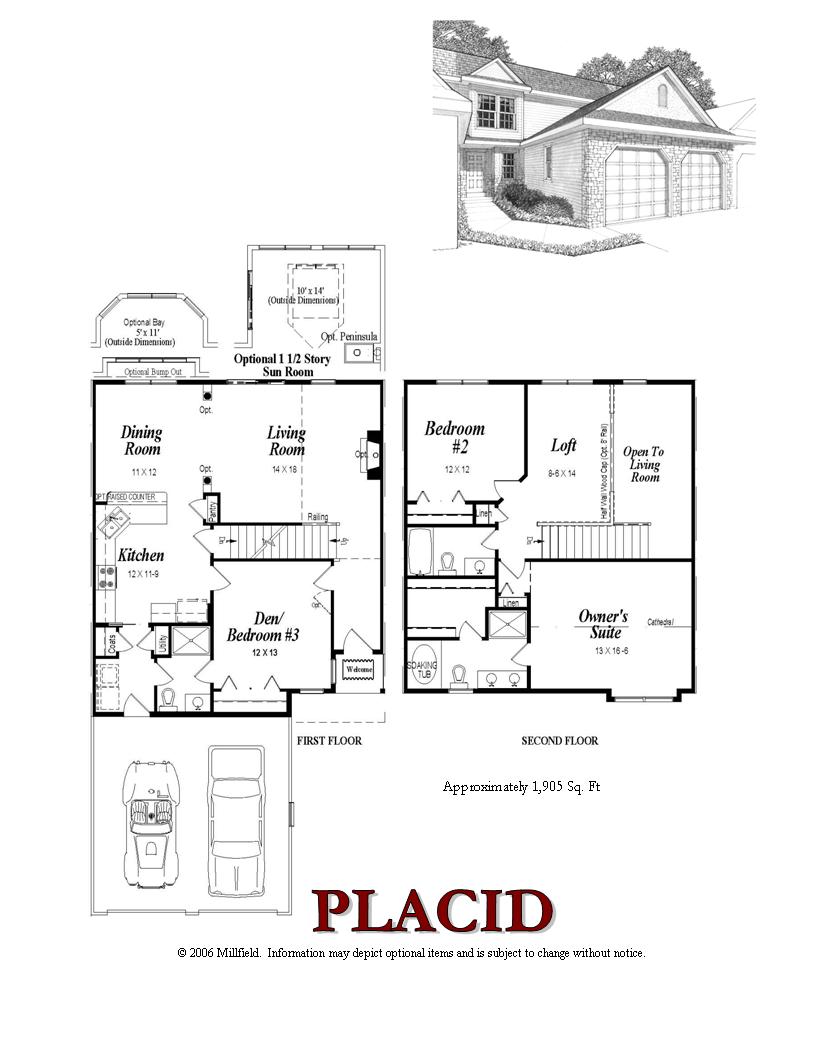 10' x 14'
(Outside Dimensions)
Optional Bay
5' x 11'
(Outside Dimensions)
Opt. Peninsula
Optional Bump Out
Optional 1 1/2 Story
Sun Room
Opt.
Dining
Room
11 X 12
Living
Room
14 X 18
Opt.
Opt.
OPT RAISED COUNTER
Pantry
Railing
Kitchen
12 X 11-9
Dn
Up
Den/
Bedroom #3
12 X 13
Opt.
Coats
Utility
Welcome
Bedroom
#2
12 X 12
Loft
8-6 X 14
Half Wall Wood Cap (Opt. 8' Rail)
Open To
Living
Room
Linen
Dn
Linen
Owner's
Suite
13 X 16-6
Cathedral
SOAKING
TUB
FIRST FLOOR
SECOND FLOOR
Approximately 1,905 Sq. Ft
PLACID
© 2006 Millfield. Information may depict optional items and is subject to change without notice.